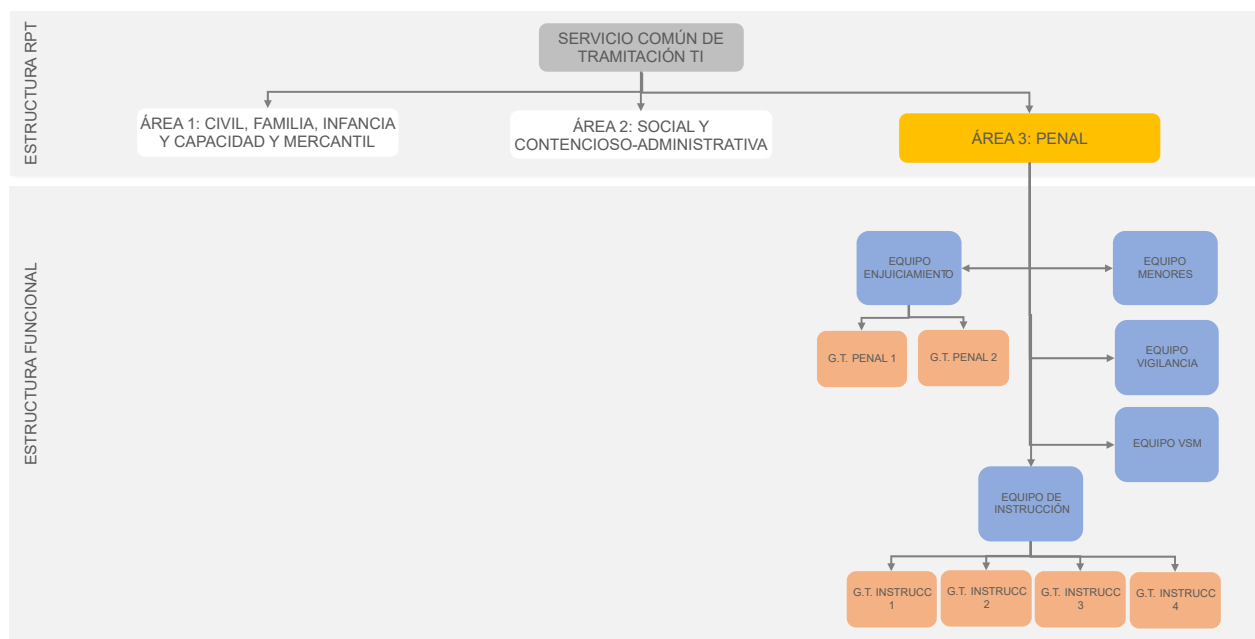 ESTRUCTURA RPT
SERVICIO COMÚN DE
TRAMITACIÓN TI
ÁREA 1: CIVIL, FAMILIA, INFANCIA
Y CAPACIDAD Y MERCANTIL
ÁREA 2: SOCIAL Y
CONTENCIOSO-ADMINISTRATIVA
ÁREA 3: PENAL
ESTRUCTURA FUNCIONAL
EQUIPO
ENJUICIAMIENTO
EQUIPO
MENORES
G.T. PENAL 1
G.T. PENAL 2
EQUIPO
VIGILANCIA
EQUIPO VSM
EQUIPO DE
INSTRUCCIÓN
G.T. INSTRUCC
1
G.T. INSTRUCC
2
G.T. INSTRUCC
3
G.T. INSTRUCC
4